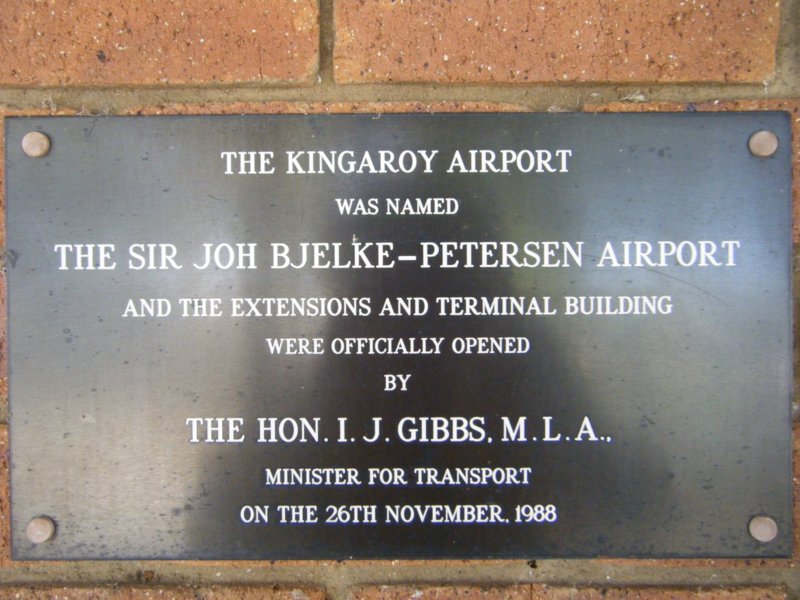 THE KINGAROY AIRPORT
WAS NAMED
THE SIR JOH BJELKE-PETERSEN AIRPORT
AND THE EXTENSIONS AND TERMINAL BUILDING
WERE OFFICIALLY OPENED
BY
THE HON. I. J. GIBBS, M.L.A.,
MINISTER FOR TRANSPORT
ON THE 26TH NOVEMBER, 1988